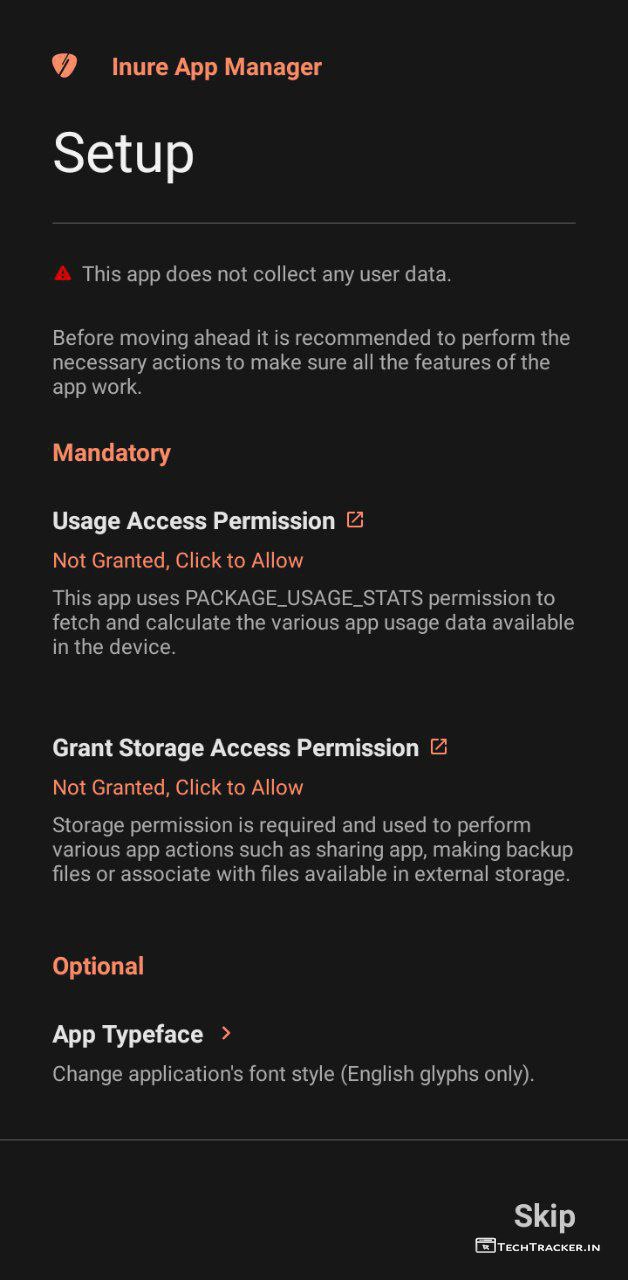 Inure App Manager
Setup
This app does not collect any user data.
Before moving ahead it is recommended to perform the
necessary actions to make sure all the features of the
app work.
Mandatory
Usage Access Permission
Not Granted, Click to Allow
This app uses PACKAGE_USAGE_STATS permission to
fetch and calculate the various app usage data available
in the device.
Grant Storage Access Permission
Not Granted, Click to Allow
Storage permission is required and used to perform
various app actions such as sharing app, making backup
files or associate with files available in external storage.
Optional
App Typeface
Change application's font style (English glyphs only).
Skip
TechTracker.in